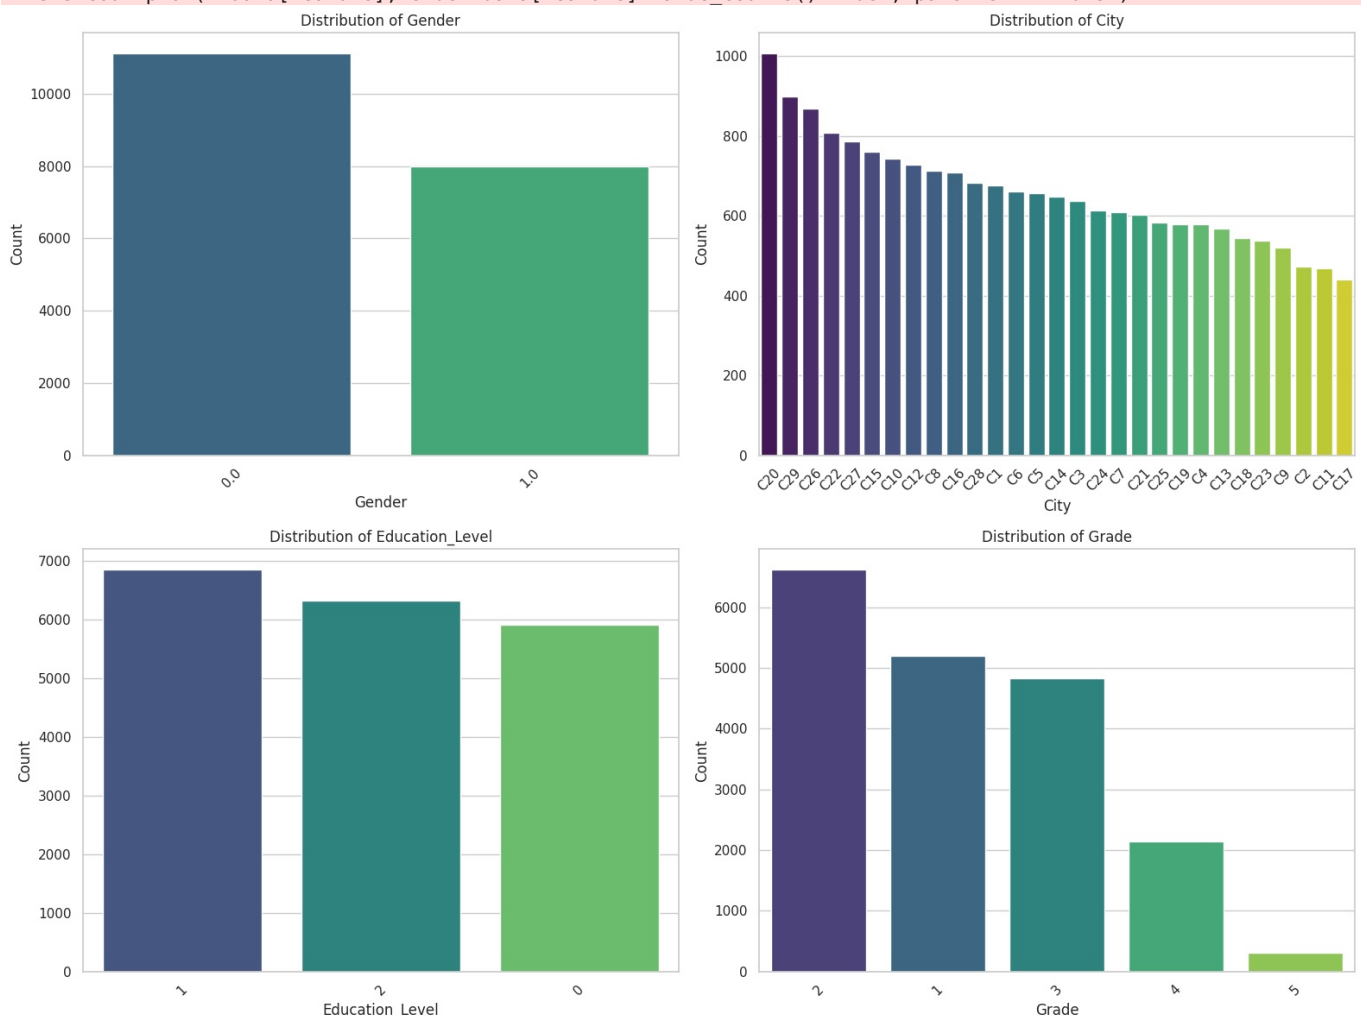 Distribution of Gender
Count
10000
8000
6000
4000
2000
0
0.0
1.0
Gender
Distribution of City
Count
1000
800
600
400
200
0
C20
C29
C26
C22
C27
C15
C10
C12
C8
C16
C28
C1
C6
C5
C14
C3
C24
C7
C21
C25
C19
C4
C13
C18
C23
C9
C2
C11
C17
City
Distribution of Education_Level
Count
7000
6000
5000
4000
3000
2000
1000
0
1
2
0
Education_Level
Distribution of Grade
Count
6000
5000
4000
3000
2000
1000
0
2
1
3
4
5
Grade